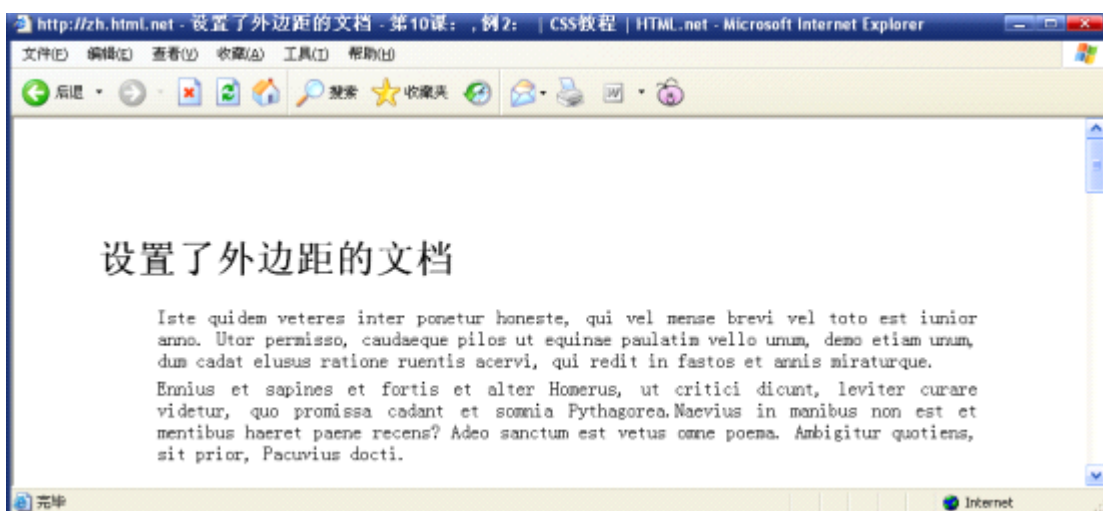 http://zh.html.net - 设置了外边距的文档 - 第10课: , 例2: | CSS教程 | HTML.net - Microsoft Internet Explorer
文件(F) 编辑(E) 查看(V) 收藏(A) 工具(T) 帮助(H)
后退 搜索 收藏夹
设置了外边距的文档
Iste quidem veteres inter ponetur honeste, qui vel mense brevi vel toto est iunior
anno. Utor permisso, caudaeque pilos ut equinae paulatim vello unum, demo etiam unum,
dum cadat elusus ratione ruentis acervi, qui redit in fastos et annis miraturque.
Ennius et sapines et fortis et alter Homerus, ut critici dicunt, leviter curare
videtur, quo promissa cadant et somnia Pythagorea.Naevius in manibus non est et
mentibus haeret paene recens? Adeo sanctum est vetus omne poema. Ambigitur quotiens,
sit prior, Pacuvius docti.
完毕 Internet